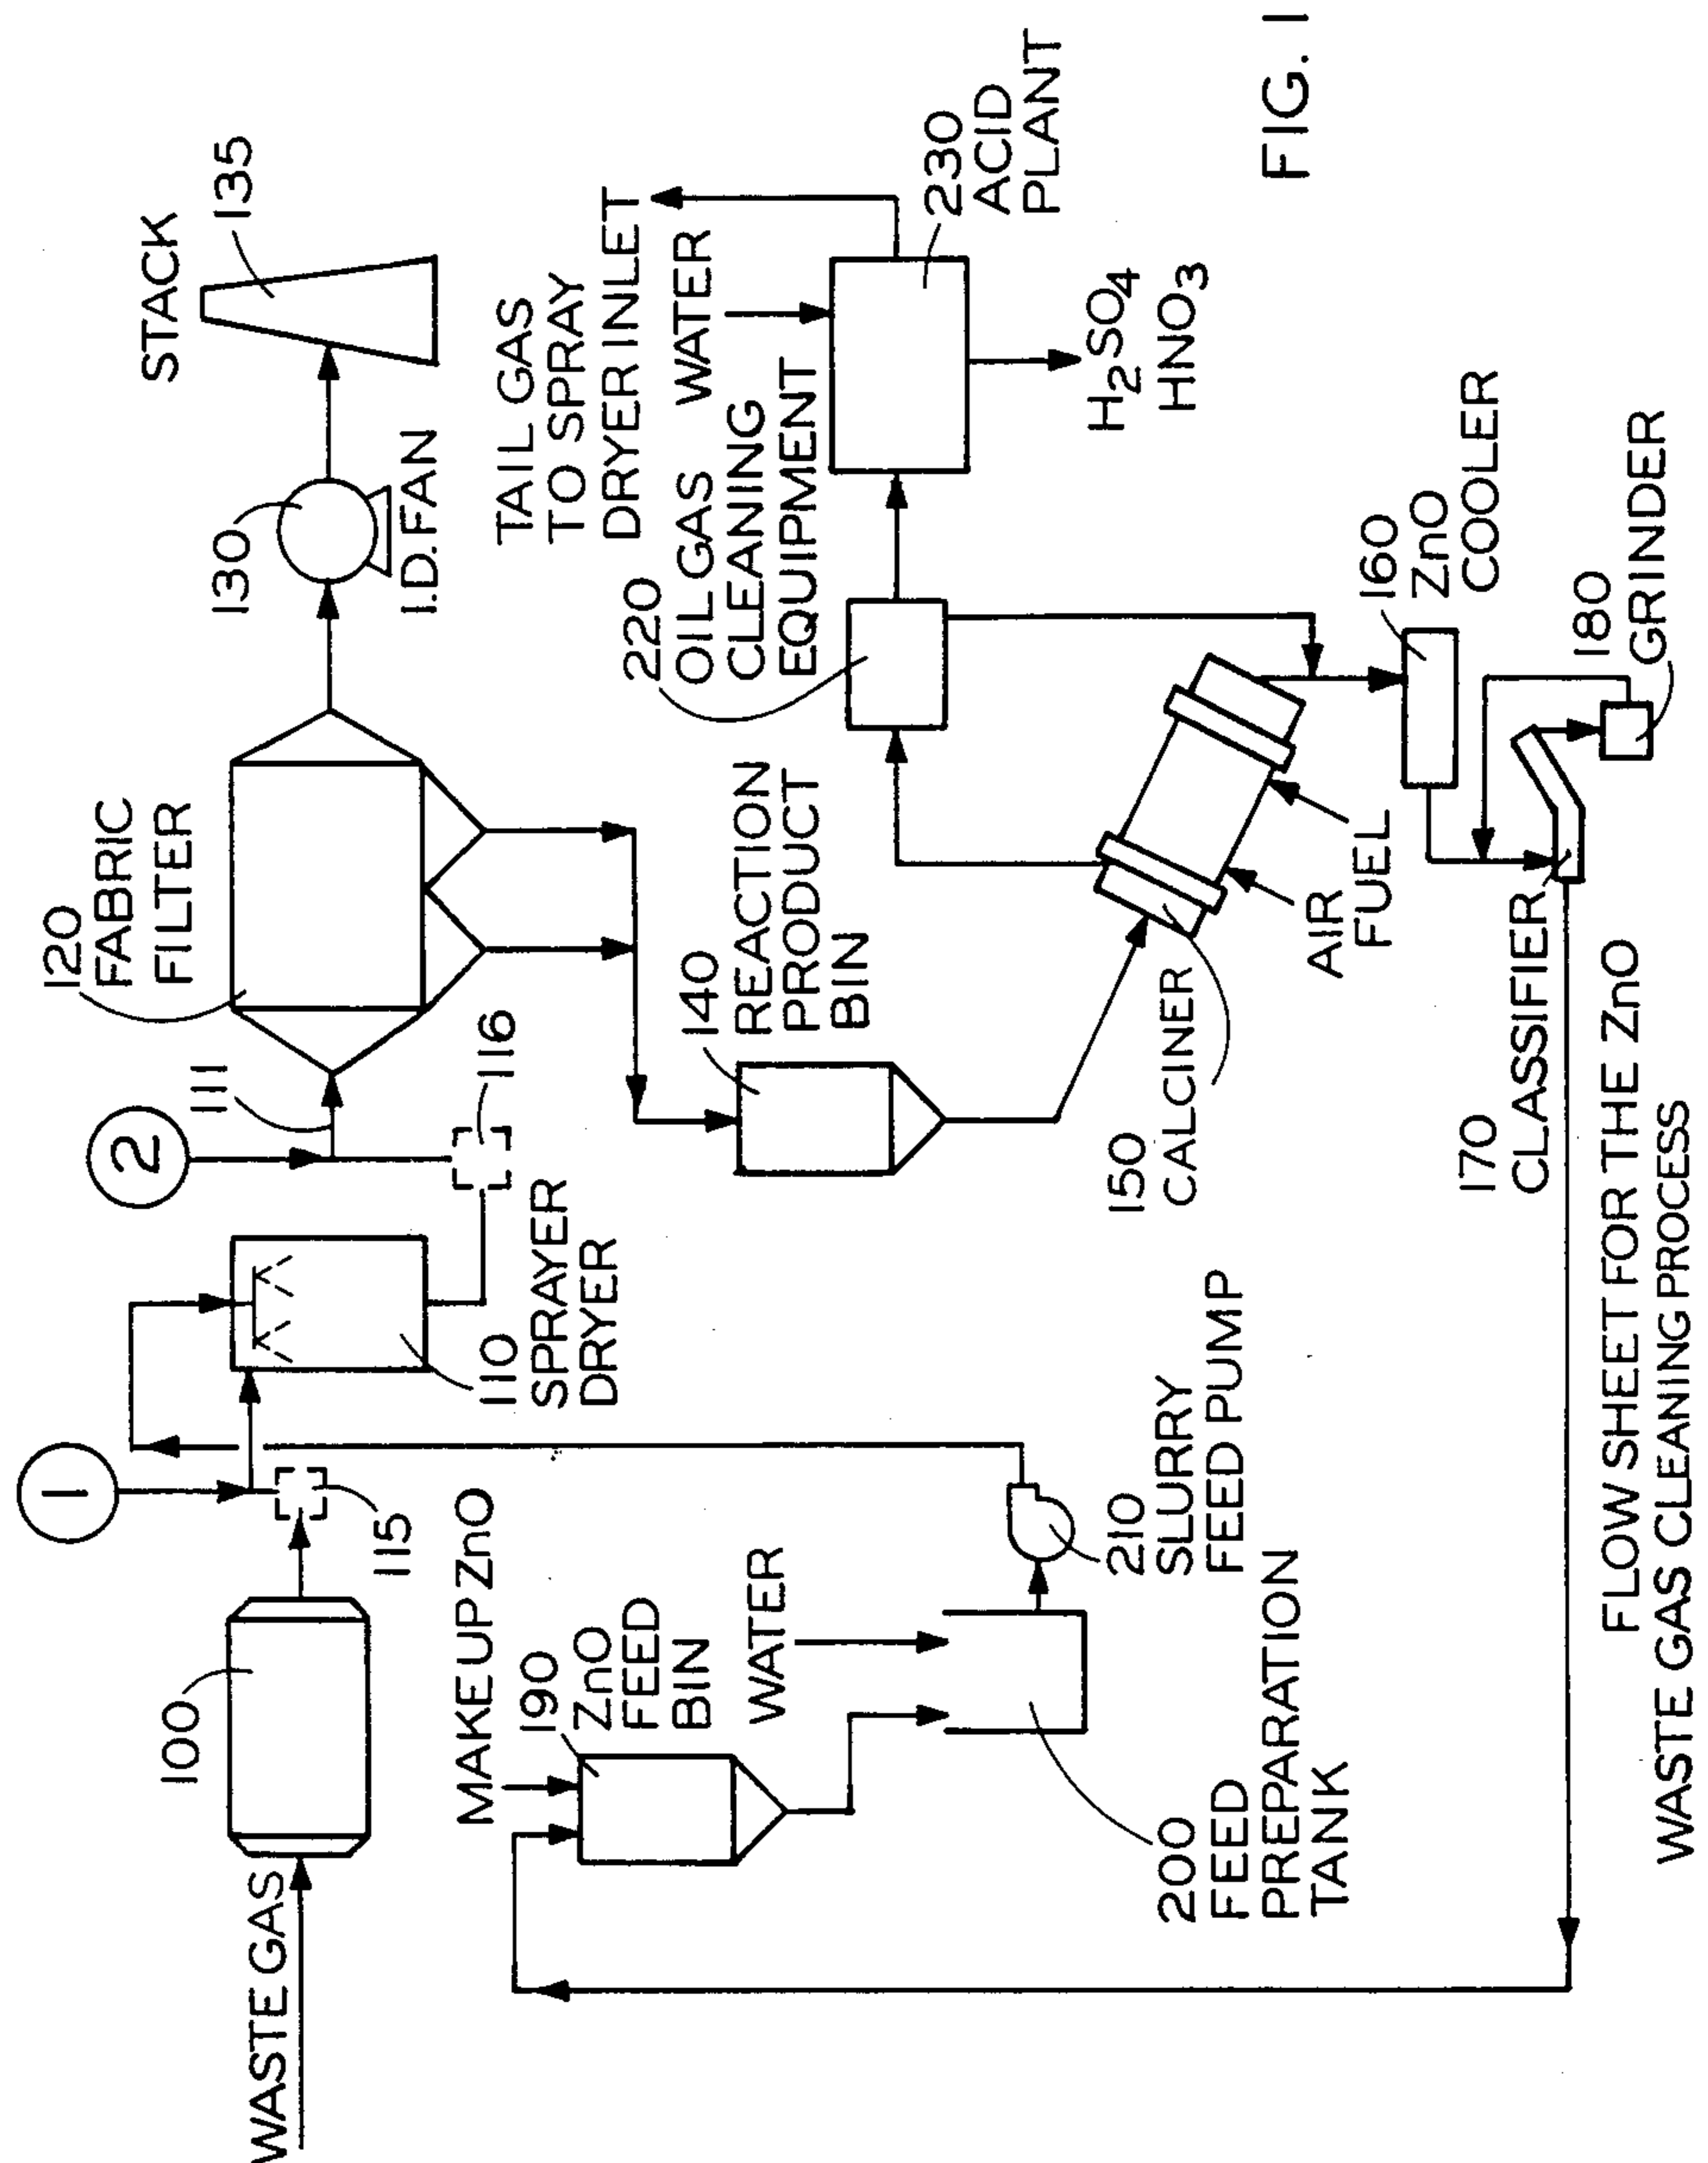 WASTE GAS
100
1
115
110
SPRAYER
DRYER
2
111
116
120
FABRIC
FILTER
130
I.D. FAN
STACK
135
TAIL GAS
TO SPRAY
DRYER INLET
WATER
220
OIL GAS
CLEANING
EQUIPMENT
230
ACID
PLANT
H2SO4
HNO3
140
REACTION
PRODUCT
BIN
150
CALCINER
AIR
FUEL
160
ZnO
COOLER
170
CLASSIFIER
180
GRINDER
MAKE UP ZnO
190
ZnO
FEED
BIN
WATER
200
FEED
PREPARATION
TANK
210
SLURRY
FEED PUMP
FLOW SHEET FOR THE ZnO
WASTE GAS CLEANING PROCESS
FIG. 1